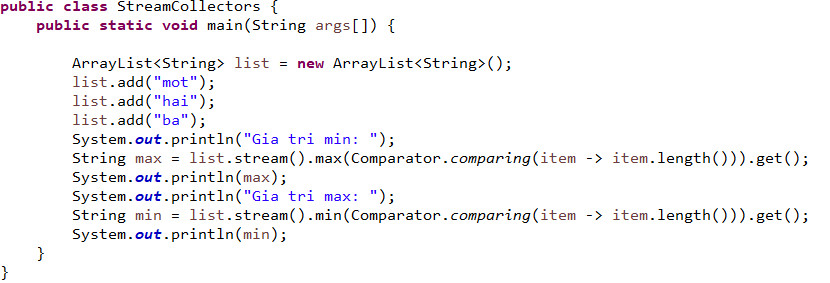 public class StreamCollectors {
    public static void main(String args[]) {
        ArrayList<String> list = new ArrayList<String>();
        list.add("mot");
        list.add("hai");
        list.add("ba");
        System.out.println("Gia tri min: ");
        String max = list.stream().max(Comparator.comparing(item -> item.length())).get();
        System.out.println(max);
        System.out.println("Gia tri max: ");
        String min = list.stream().min(Comparator.comparing(item -> item.length())).get();
        System.out.println(min);
    }
}